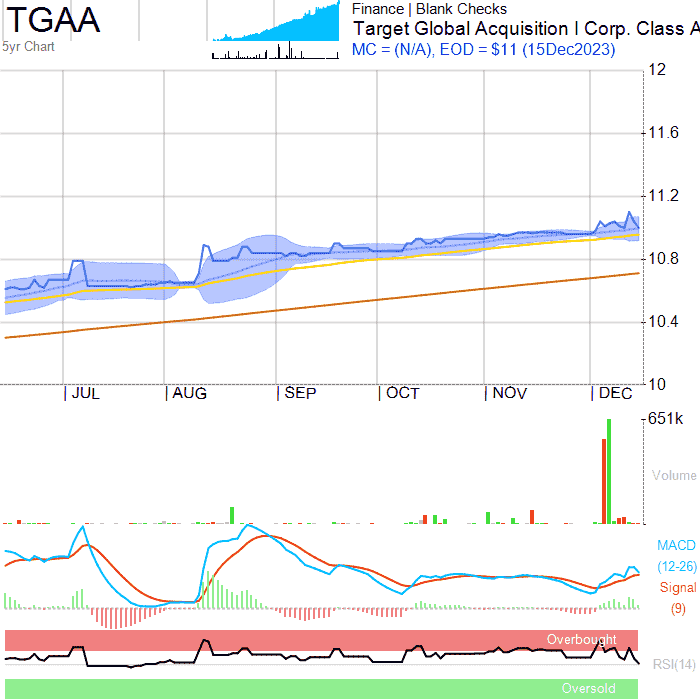 TGAA
5yr Chart
Finance | Blank Checks
Target Global Acquisition I Corp. Class A
MC = (N/A), EOD = $11 (15Dec2023)
12
11.6
11.2
10.8
10.4
10
JUL AUG SEP OCT NOV DEC
651k
Volume
MACD
(12-26)
Signal
(9)
Overbought
RSI(14)
Oversold